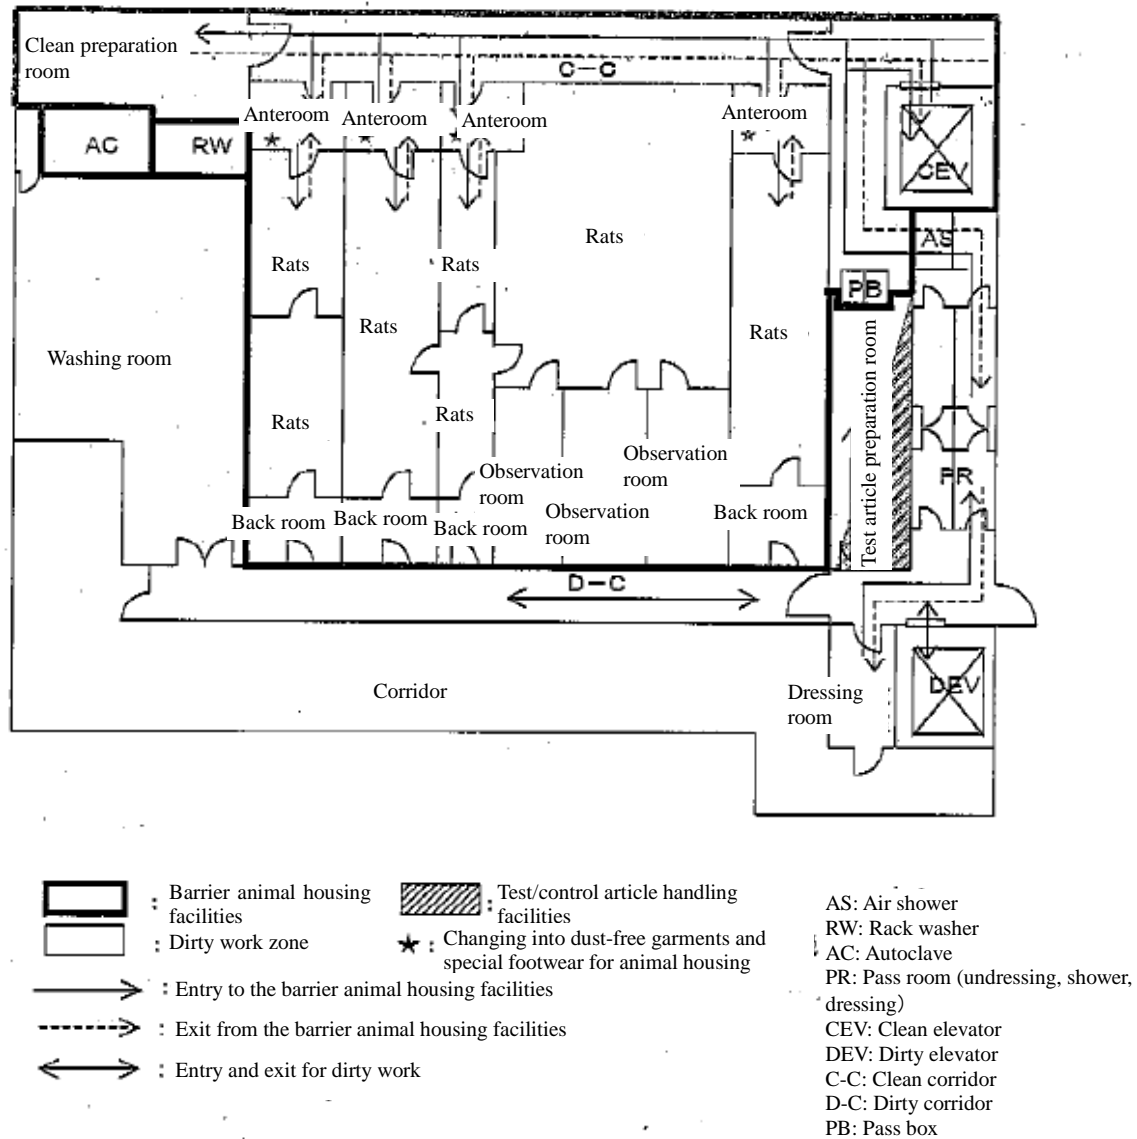 Clean preparation
room
C-C
Anteroom
Anteroom
Anteroom
Anteroom
AC
RW
CEV
Rats
Rats
Rats
AS
PB
Rats
Rats
Washing room
Rats
Rats
Test article preparation room
Observation
room
Observation
room
Observation
room
PR
Back room
Back room
Back room
Back room
D-C
Corridor
Dressing
room
DEV
: Barrier animal housing
facilities
: Dirty work zone
: Test/control article handling
facilities
★ : Changing into dust-free garments and
special footwear for animal housing
: Entry to the barrier animal housing facilities
: Exit from the barrier animal housing facilities
: Entry and exit for dirty work
AS: Air shower
RW: Rack washer
AC: Autoclave
PR: Pass room (undressing, shower,
dressing)
CEV: Clean elevator
DEV: Dirty elevator
C-C: Clean corridor
D-C: Dirty corridor
PB: Pass box